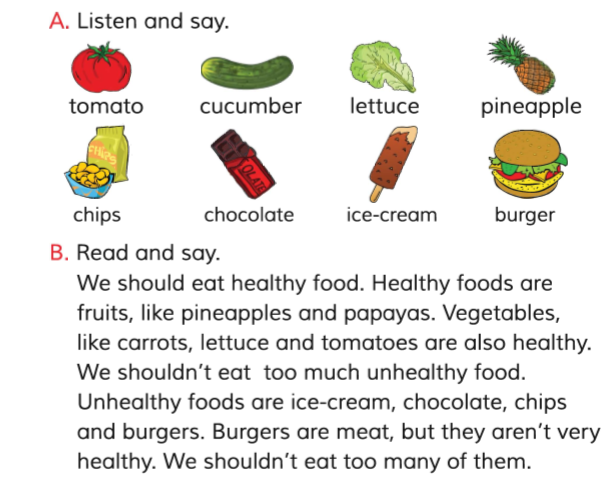 A. Listen and say.
tomato cucumber lettuce pineapple
CHIPS
OLATE
chips chocolate ice-cream burger
B. Read and say.
We should eat healthy food. Healthy foods are
fruits, like pineapples and papayas. Vegetables,
like carrots, lettuce and tomatoes are also healthy.
We shouldn't eat too much unhealthy food.
Unhealthy foods are ice-cream, chocolate, chips
and burgers. Burgers are meat, but they aren't very
healthy. We shouldn't eat too many of them.